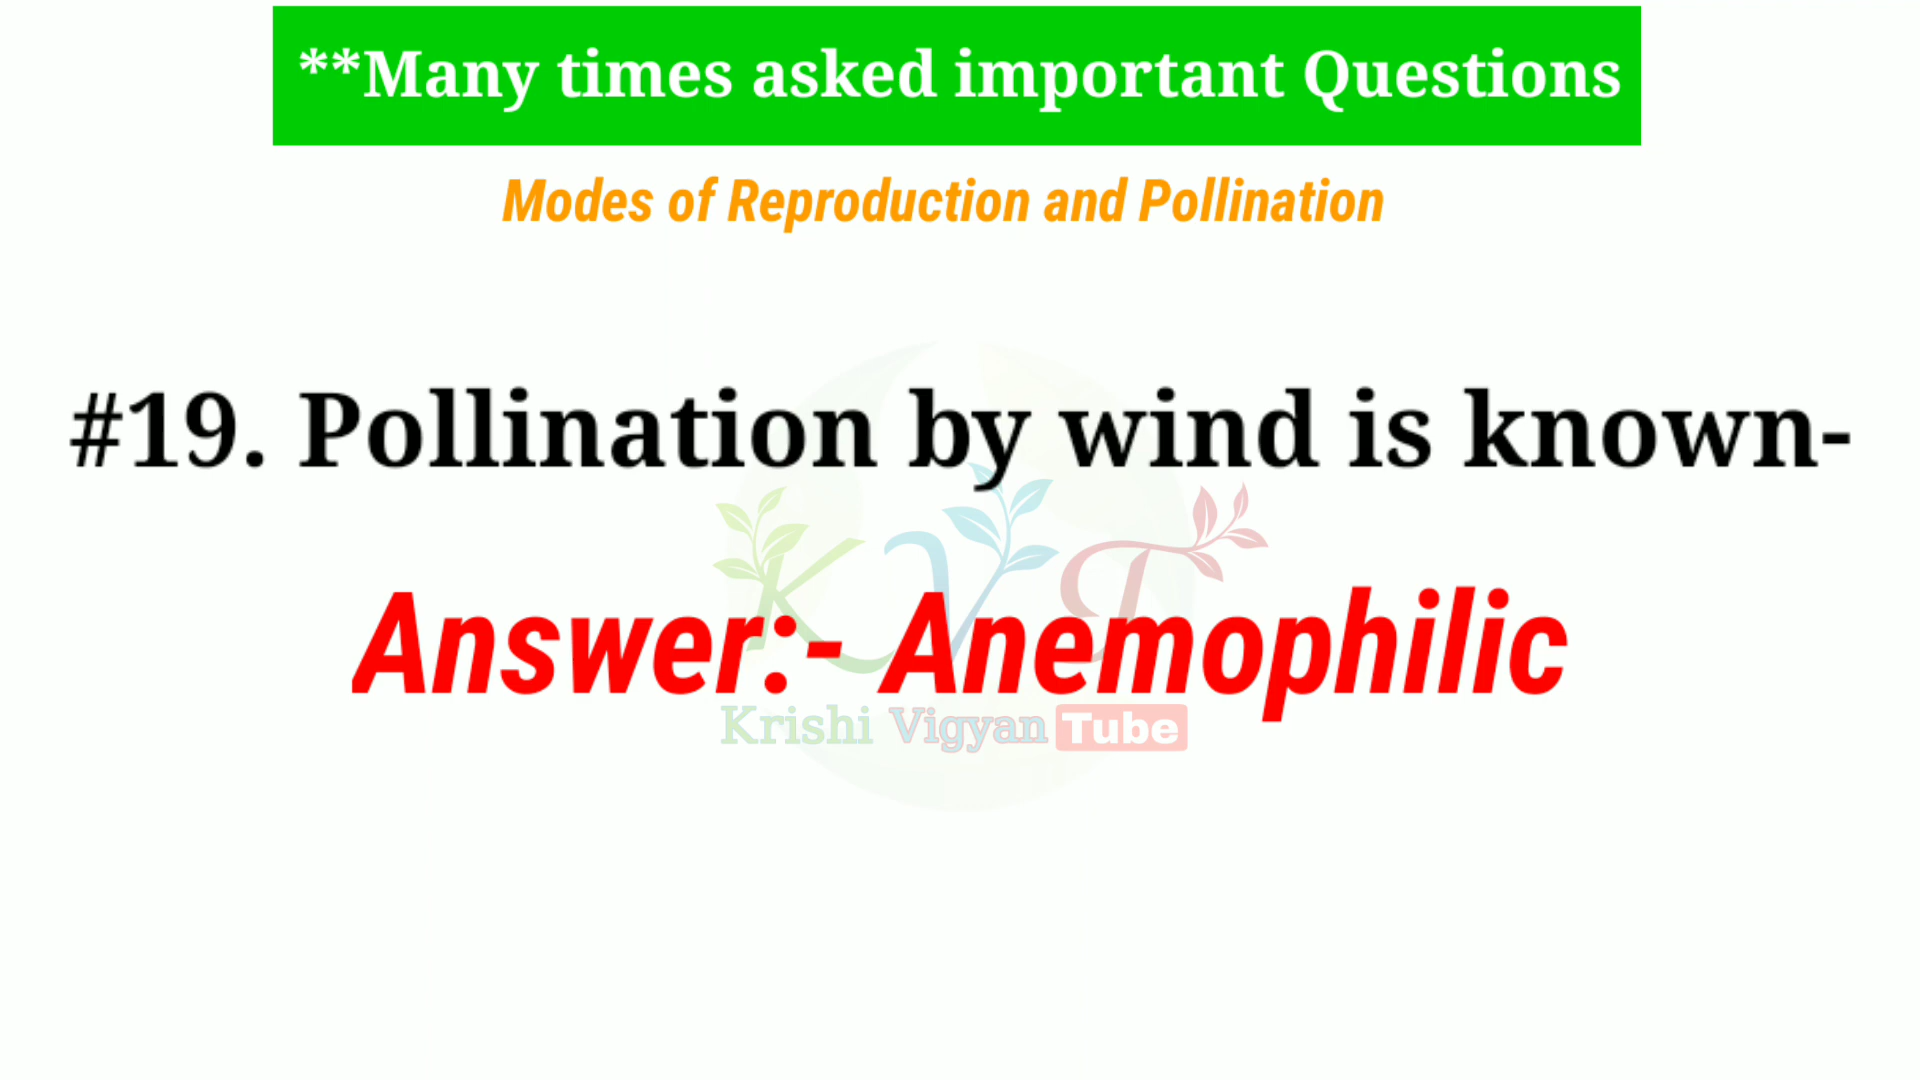 **Many times asked important Questions
Modes of Reproduction and Pollination
#19. Pollination by wind is known-
KVT
Answer:- Anemophilic
Krishi Vigyan Tube